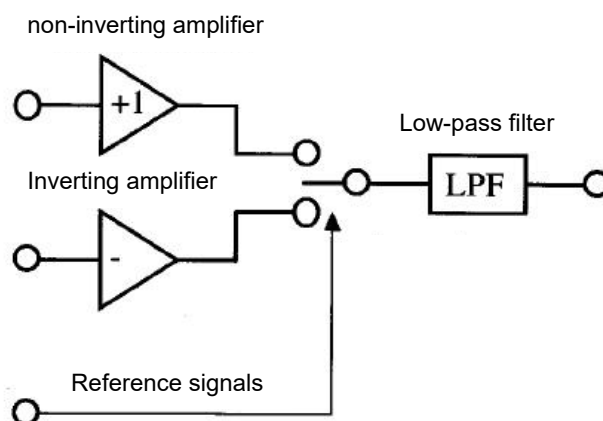 non-inverting amplifier
+1
Low-pass filter
Inverting amplifier
LPF
-
Reference signals